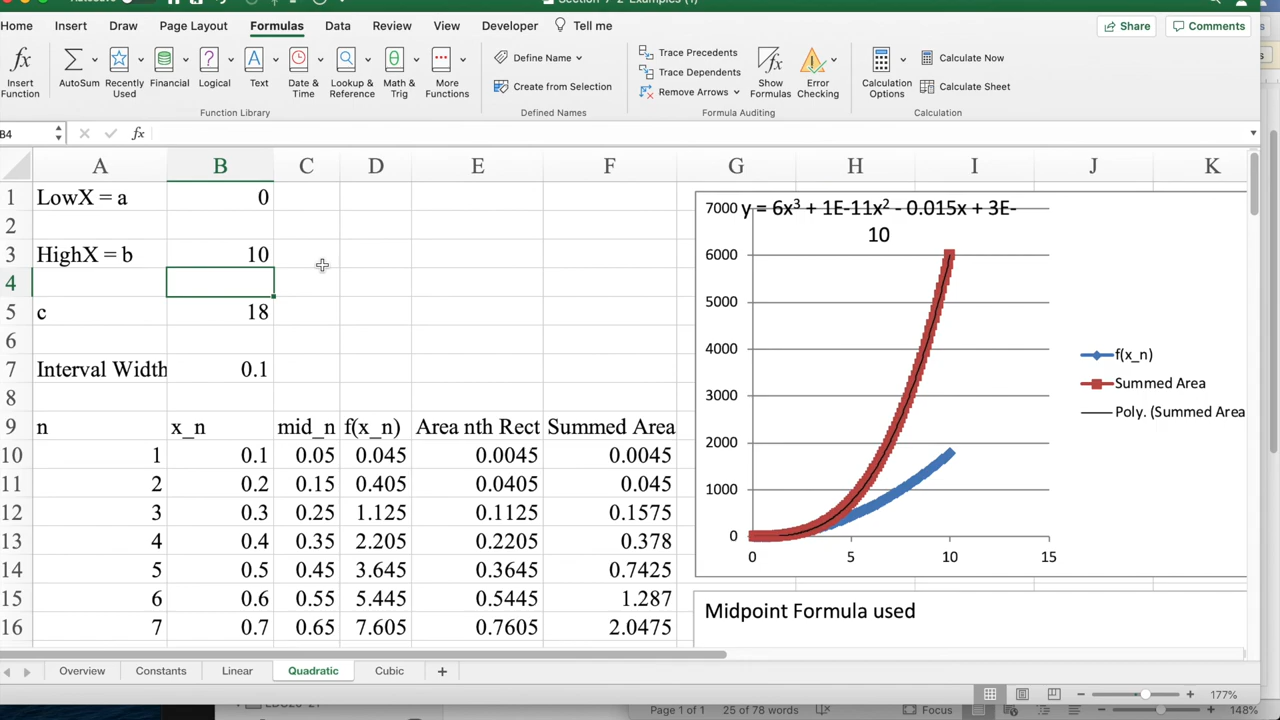 Home Insert Draw Page Layout Formulas Data Review View Developer Tell me Share Comments
Insert Function AutoSum Recently Used Financial Logical Text Date & Time Lookup & Reference Math & Trig More Functions
Define Name
Create from Selection
Trace Precedents
Trace Dependents
Remove Arrows
Show Formulas Error Checking Calculation Options
Calculate Now
Calculate Sheet
Function Library Defined Names Formula Auditing Calculation
B4 fx
A B C D E F G H I J K
1 LowX = a 0
2
3 HighX = b 10
4
5 c 18
6
7 Interval Width 0.1
8
9 n x_n mid_n f(x_n) Area nth Rect Summed Area
10 1 0.1 0.05 0.045 0.0045 0.0045
11 2 0.2 0.15 0.405 0.0405 0.045
12 3 0.3 0.25 1.125 0.1125 0.1575
13 4 0.4 0.35 2.205 0.2205 0.378
14 5 0.5 0.45 3.645 0.3645 0.7425
15 6 0.6 0.55 5.445 0.5445 1.287
16 7 0.7 0.65 7.605 0.7605 2.0475
y = 6x³ + 1E-11x² - 0.015x + 3E-
10
7000
6000
5000
4000
3000
2000
1000
0
0 5 10 15
f(x_n)
Summed Area
Poly. (Summed Area
Midpoint Formula used
Overview Constants Linear Quadratic Cubic +
177%
Page 1 of 1 25 of 78 words Focus 148%